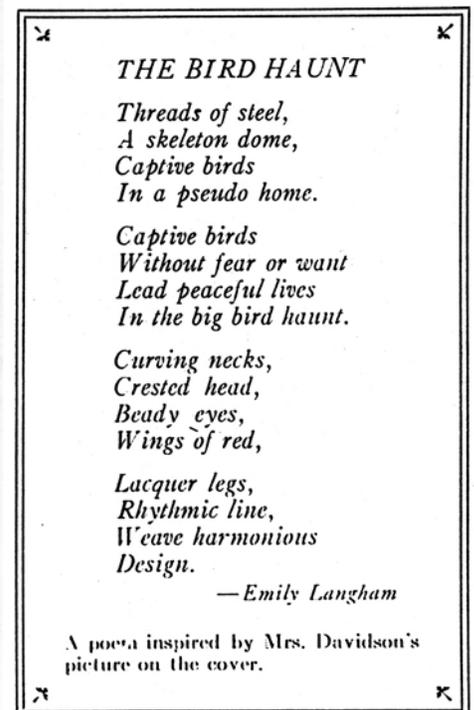 THE BIRD HAUNT
Threads of steel,
A skeleton dome,
Captive birds
In a pseudo home.
Captive birds
Without fear or want
Lead peaceful lives
In the big bird haunt.
Curving necks,
Crested head,
Beady eyes,
Wings of red,
Lacquer legs,
Rhythmic line,
Weave harmonious
Design.
—Emily Langham
A poem inspired by Mrs. Davidson's
picture on the cover.